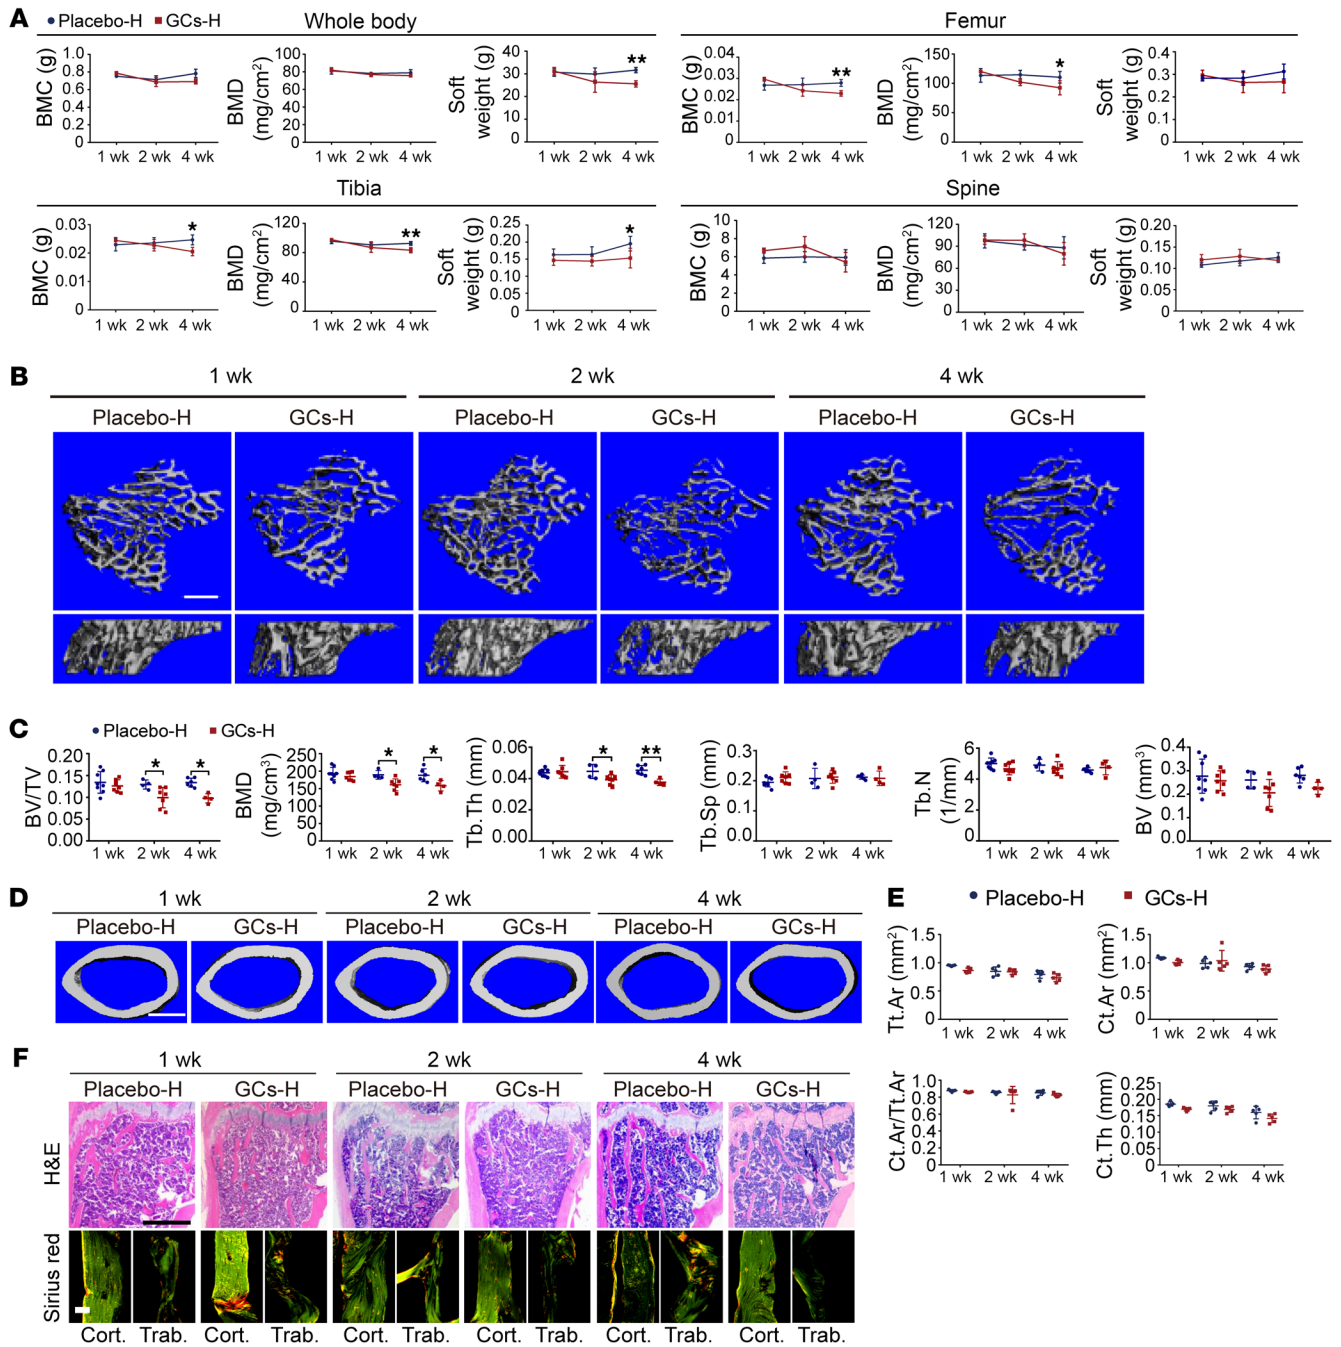 A
Placebo-H GCs-H Whole body Femur
BMC (g) 1.0 0.8 0.6 0.4 0.2 0 1 wk 2 wk 4 wk
BMD (mg/cm²) 100 80 60 40 20 0 1 wk 2 wk 4 wk
Soft weight (g) 40 30 20 10 0 ** 1 wk 2 wk 4 wk
BMC (g) 0.04 0.03 0.02 0.01 0 ** 1 wk 2 wk 4 wk
BMD (mg/cm²) 150 100 50 0 * 1 wk 2 wk 4 wk
Soft weight (g) 0.4 0.3 0.2 0.1 0 1 wk 2 wk 4 wk
Tibia Spine
BMC (g) 0.03 0.02 0.01 0 * 1 wk 2 wk 4 wk
BMD (mg/cm²) 120 80 40 0 ** 1 wk 2 wk 4 wk
Soft weight (g) 0.25 0.20 0.15 0.10 0.05 0 * 1 wk 2 wk 4 wk
BMC (g) 10 8 6 4 2 0 1 wk 2 wk 4 wk
BMD (mg/cm²) 120 90 60 30 0 1 wk 2 wk 4 wk
Soft weight (g) 0.20 0.15 0.10 0.05 0 1 wk 2 wk 4 wk
B
1 wk 2 wk 4 wk
Placebo-H GCs-H Placebo-H GCs-H Placebo-H GCs-H
C
Placebo-H GCs-H
BV/TV 0.20 0.15 0.10 0.05 0.00 * * 1 wk 2 wk 4 wk
BMD (mg/cm³) 250 200 150 100 50 0 * * 1 wk 2 wk 4 wk
Tb.Th (mm) 0.06 0.04 0.02 0.00 * ** 1 wk 2 wk 4 wk
Tb.Sp (mm) 0.3 0.2 0.1 0.0 1 wk 2 wk 4 wk
Tb.N (1/mm) 6 4 2 0 1 wk 2 wk 4 wk
BV (mm³) 0.4 0.3 0.2 0.1 0.0 1 wk 2 wk 4 wk
D
1 wk 2 wk 4 wk
Placebo-H GCs-H Placebo-H GCs-H Placebo-H GCs-H
E
Placebo-H GCs-H
Tt.Ar (mm²) 1.5 1.0 0.5 0 1 wk 2 wk 4 wk
Ct.Ar (mm²) 1.5 1.0 0.5 0 1 wk 2 wk 4 wk
Ct.Ar/Tt.Ar 1.0 0.8 0.6 0.4 0.2 0 1 wk 2 wk 4 wk
Ct.Th (mm) 0.25 0.20 0.15 0.10 0.05 0 1 wk 2 wk 4 wk
F
1 wk 2 wk 4 wk
Placebo-H GCs-H Placebo-H GCs-H Placebo-H GCs-H
H&E
Sirius red
Cort. Trab. Cort. Trab. Cort. Trab. Cort. Trab. Cort. Trab. Cort. Trab.